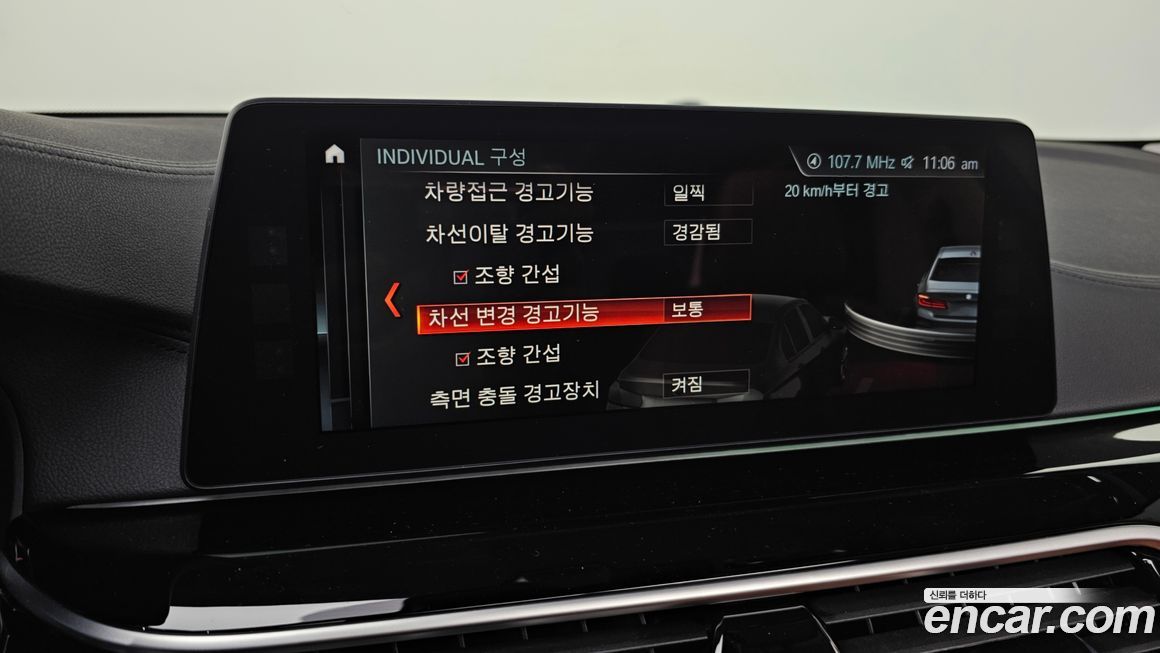 INDIVIDUAL 구성
107.7 MHz 11:06 am
차량접근 경고기능 일찍
20 km/h부터 경고
차선이탈 경고기능 경감됨
조향 간섭
차선 변경 경고기능 보통
조향 간섭
측면 충돌 경고장치 켜짐
신뢰를 더하다
encar.com